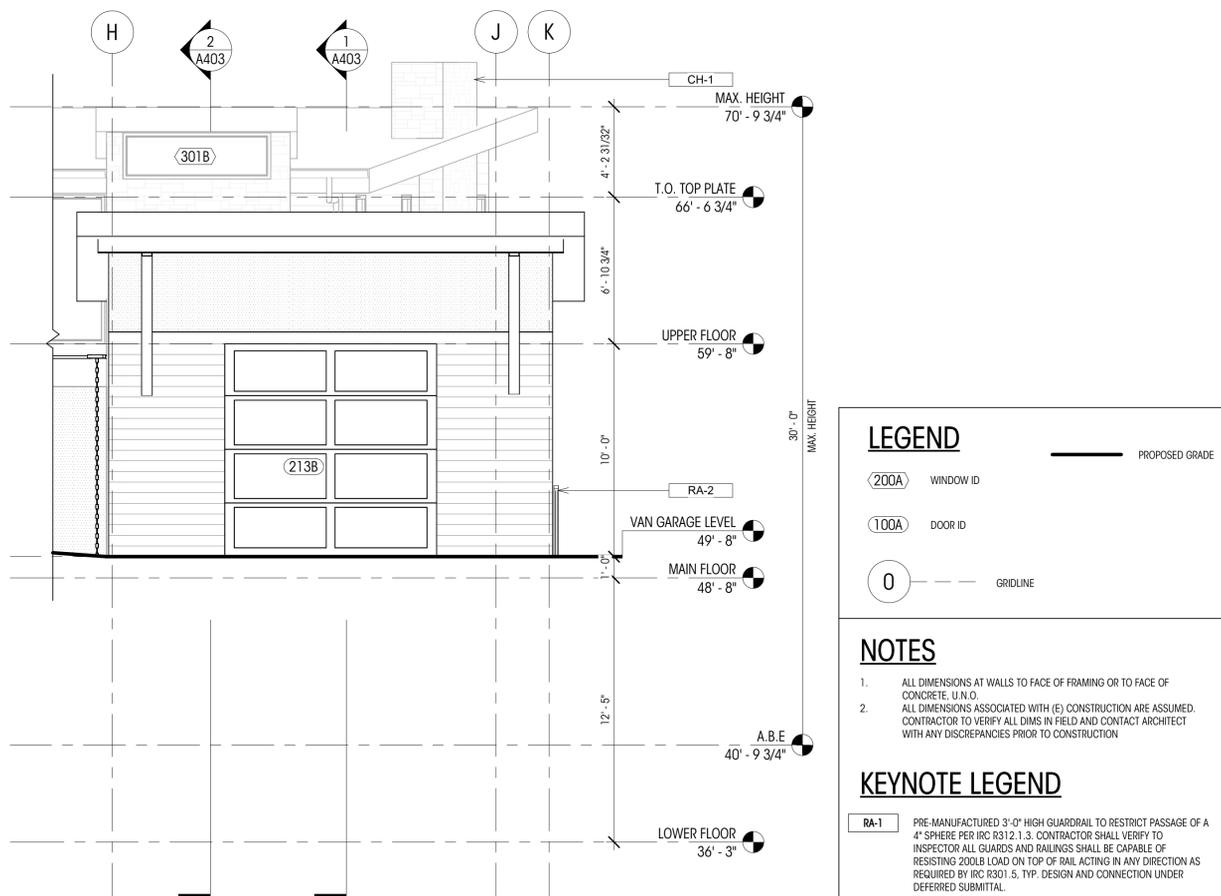 H
2
A403
1
A403
J
K
CH-1
MAX. HEIGHT
70' - 9 3/4"
301B
4' - 2 31/32"
T.O. TOP PLATE
66' - 6 3/4"
6' - 10 3/4"
UPPER FLOOR
59' - 8"
10' - 0"
30' - 0"
MAX. HEIGHT
213B
RA-2
VAN GARAGE LEVEL
49' - 8"
1' - 0"
MAIN FLOOR
48' - 8"
12' - 5"
A.B.E
40' - 9 3/4"
LOWER FLOOR
36' - 3"
LEGEND
PROPOSED GRADE
200A WINDOW ID
100A DOOR ID
0 GRIDLINE
NOTES
1. ALL DIMENSIONS AT WALLS TO FACE OF FRAMING OR TO FACE OF
CONCRETE, U.N.O.
2. ALL DIMENSIONS ASSOCIATED WITH (E) CONSTRUCTION ARE ASSUMED.
CONTRACTOR TO VERIFY ALL DIMS IN FIELD AND CONTACT ARCHITECT
WITH ANY DISCREPANCIES PRIOR TO CONSTRUCTION
KEYNOTE LEGEND
RA-1 PRE-MANUFACTURED 3'-0" HIGH GUARDRAIL TO RESTRICT PASSAGE OF A
4" SPHERE PER IRC R312.1.3. CONTRACTOR SHALL VERIFY TO
INSPECTOR ALL GUARDS AND RAILINGS SHALL BE CAPABLE OF
RESISTING 200LB LOAD ON TOP OF RAIL ACTING IN ANY DIRECTION AS
REQUIRED BY IRC R301.5, TYP. DESIGN AND CONNECTION UNDER
DEFERRED SUBMITTAL.